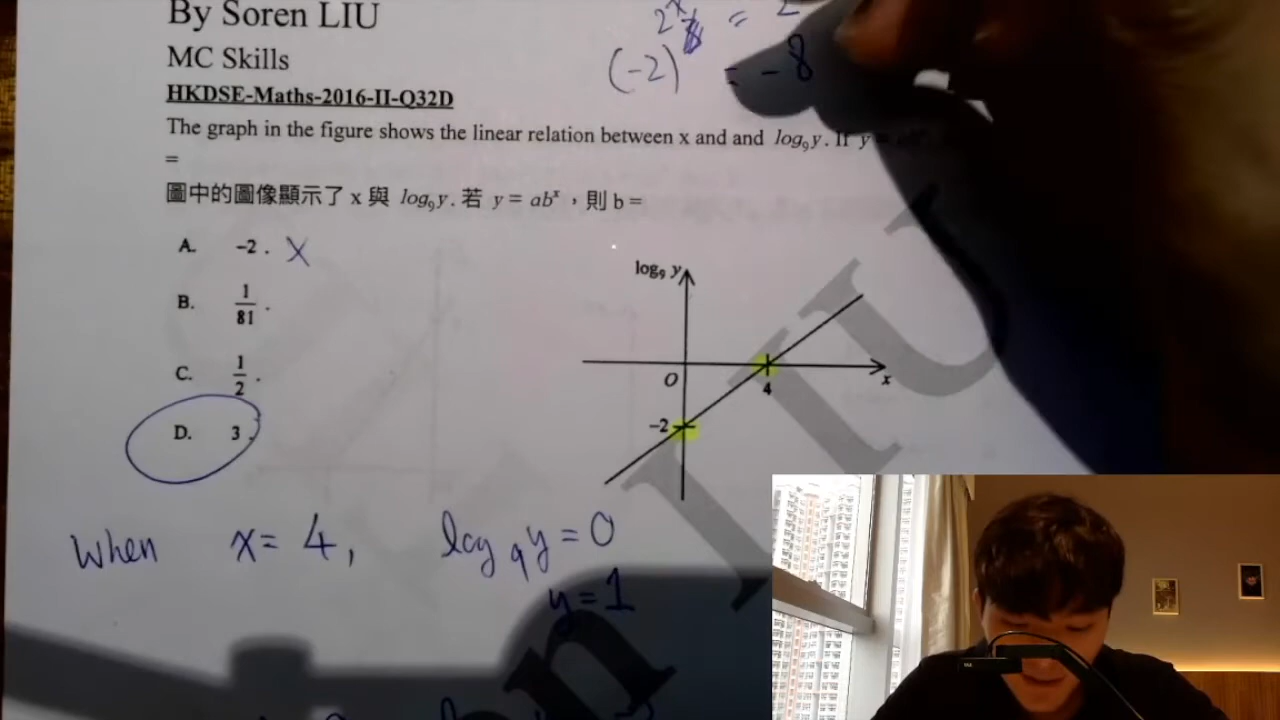 By Soren LIU
MC Skills
HKDSE-Maths-2016-II-Q32D
The graph in the figure shows the linear relation between x and and log₉y. If y
=
圖中的圖像顯示了 x 與 log₉y. 若 y = abˣ，則 b =
A. −2. X
B. 1/81.
C. 1/2.
D. 3.
log₉ y
O
4
x
−2
2ˣ = 2
(-2) = -8
When x = 4, log₉y = 0
y = 1